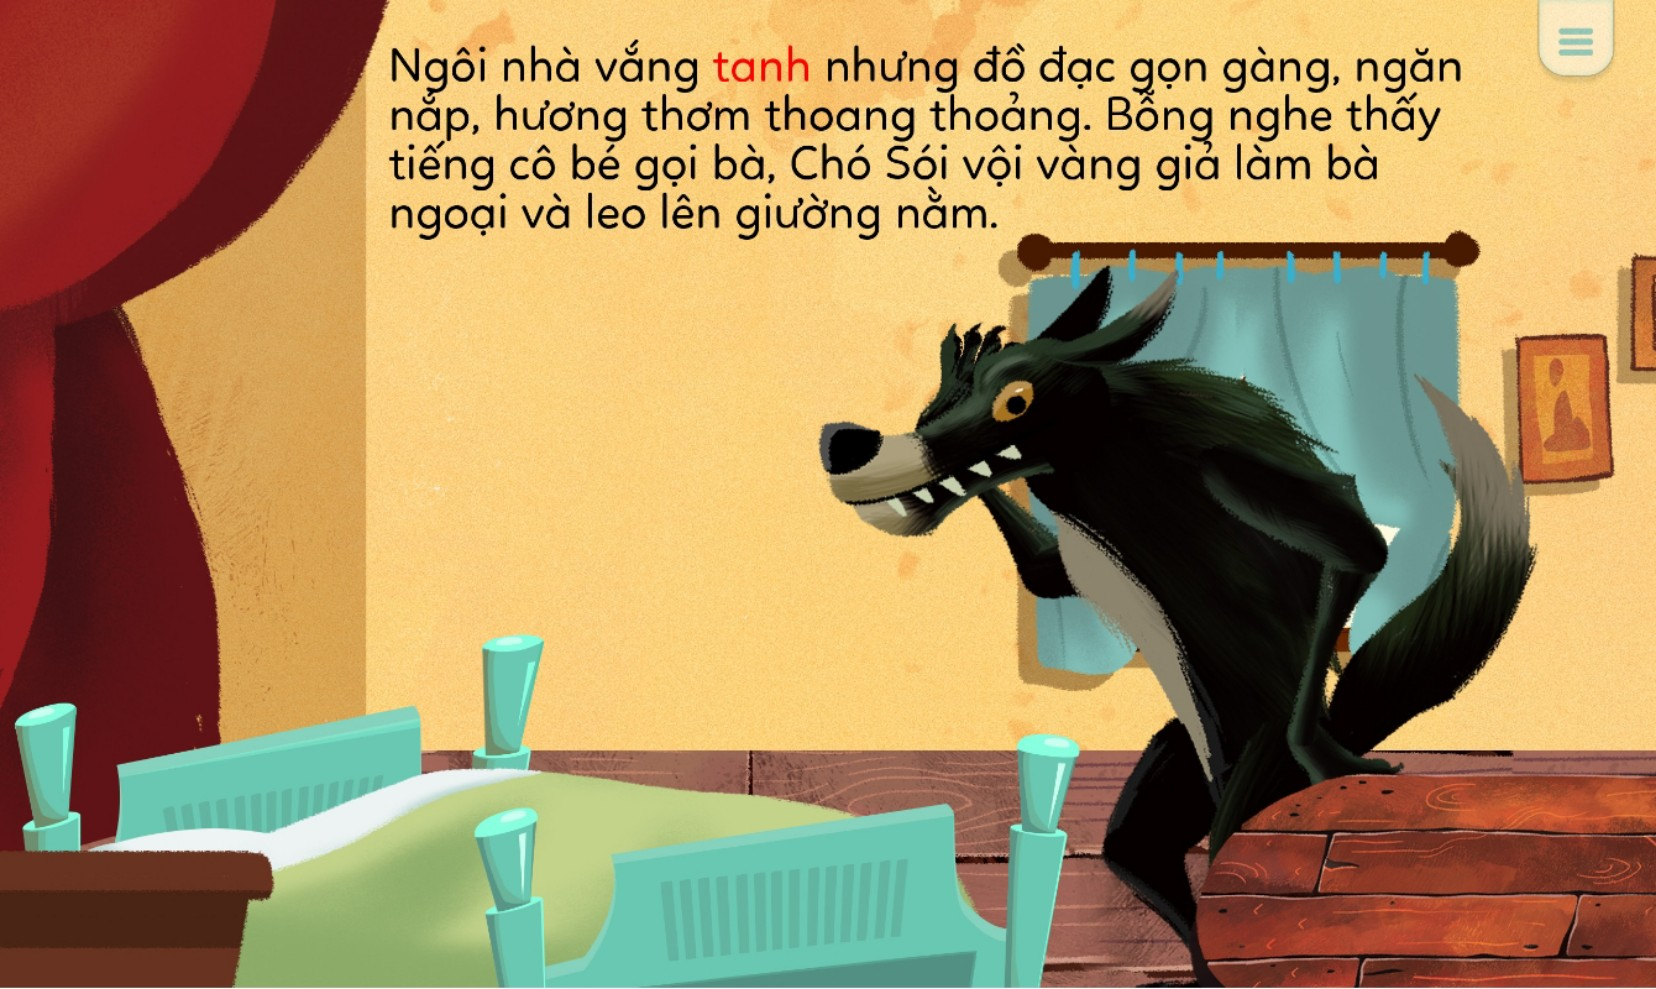 Ngôi nhà vắng tanh nhưng đồ đạc gọn gàng, ngăn
nắp, hương thơm thoang thoảng. Bỗng nghe thấy
tiếng cô bé gọi bà, Chó Sói vội vàng giả làm bà
ngoại và leo lên giường nằm.